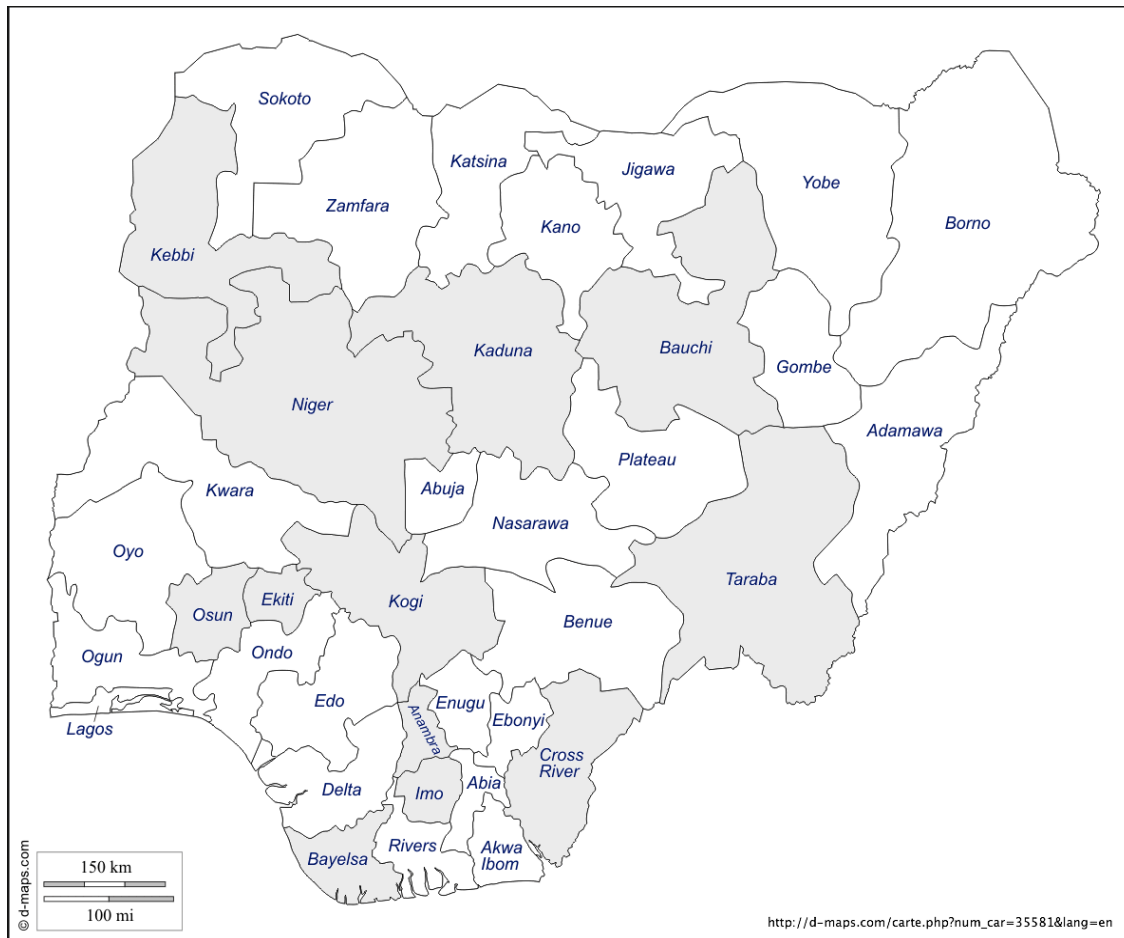 Sokoto
Katsina
Jigawa
Yobe
Borno
Zamfara
Kano
Kebbi
Kaduna
Bauchi
Gombe
Niger
Adamawa
Plateau
Kwara
Abuja
Nasarawa
Oyo
Taraba
Osun
Ekiti
Kogi
Benue
Ogun
Ondo
Edo
Enugu
Anambra
Ebonyi
Lagos
Cross
River
Delta
Imo
Abia
Bayelsa
Rivers
Akwa
Ibom
© d-maps.com
150 km
100 mi
http://d-maps.com/carte.php?num_car=35581&lang=en